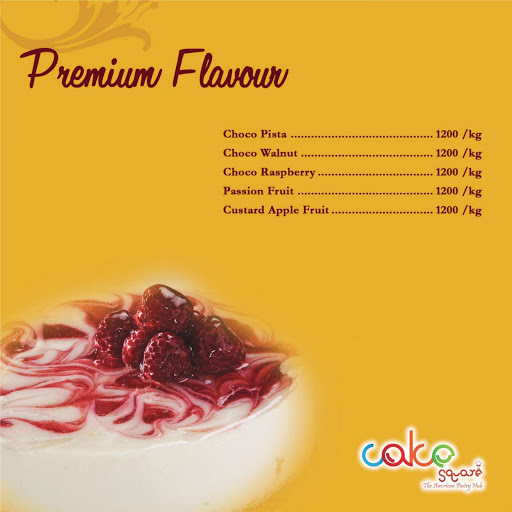 Premium Flavour
Choco Pista ........................................... 1200 /kg
Choco Walnut ........................................ 1200 /kg
Choco Raspberry ................................... 1200 /kg
Passion Fruit .......................................... 1200 /kg
Custard Apple Fruit ............................... 1200 /kg
cake
square
The American Pastry Hub